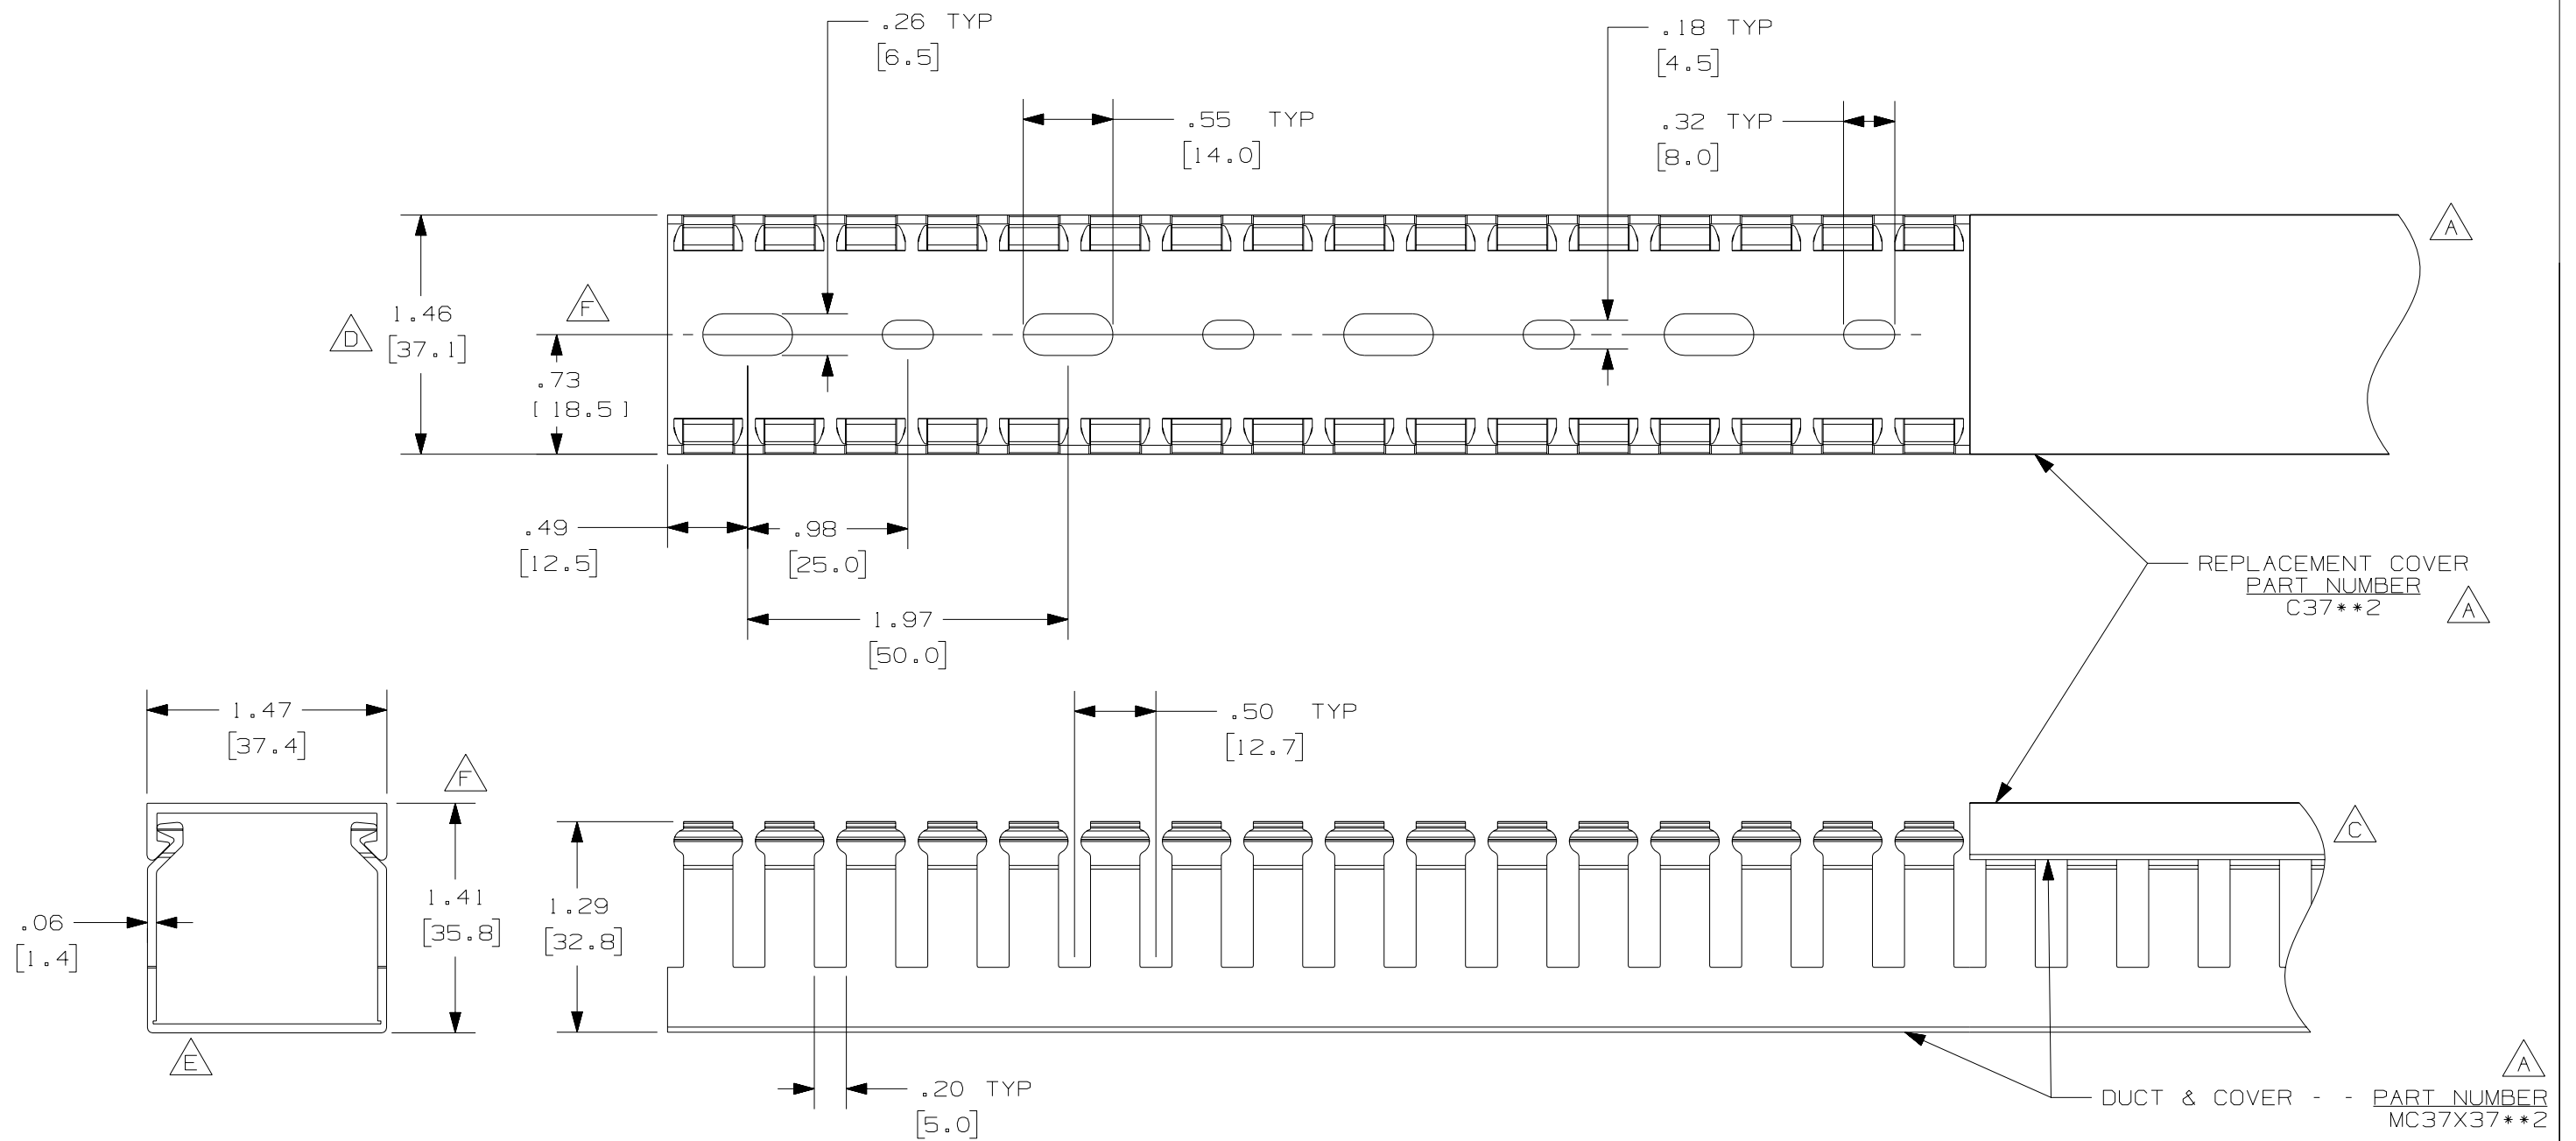 .26 TYP
[6.5]
.18 TYP
[4.5]
.55 TYP
[14.0]
.32 TYP
[8.0]
A
F
D
1.46
[37.1]
.73
[18.5]
.49
[12.5]
.98
[25.0]
1.97
[50.0]
REPLACEMENT COVER
PART NUMBER
C37**2
A
1.47
[37.4]
F
.50 TYP
[12.7]
C
1.41
[35.8]
1.29
[32.8]
.06
[1.4]
E
.20 TYP
[5.0]
A
DUCT & COVER - - PART NUMBER
MC37X37**2